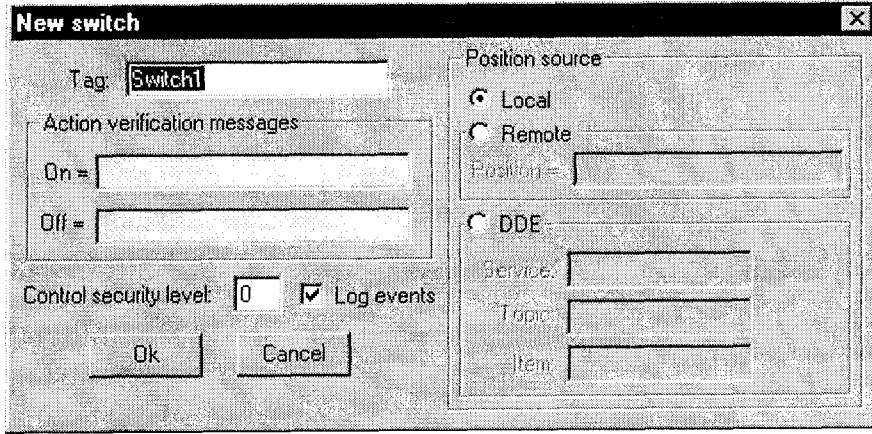 New switch
Tag: Switch1
Action verification messages
On =
Off =
Control security level: 0 Log events
Ok Cancel
Position source
Local
Remote
Position =
DDE
Service:
Topic:
Item: